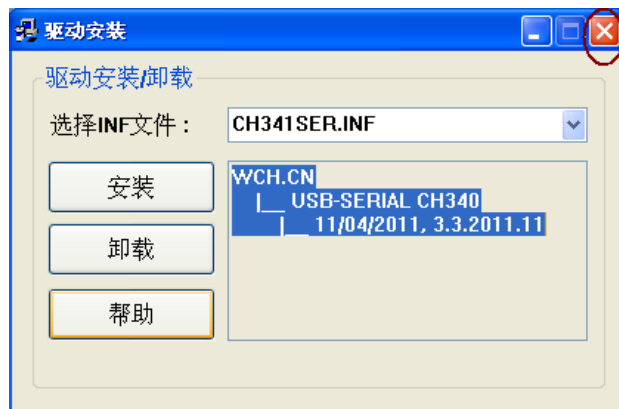 驱动安装
驱动安装/卸载
选择INF文件：
CH341SER.INF
安装
卸载
帮助
WCH.CN
|__ USB-SERIAL CH340
|__ 11/04/2011, 3.3.2011.11